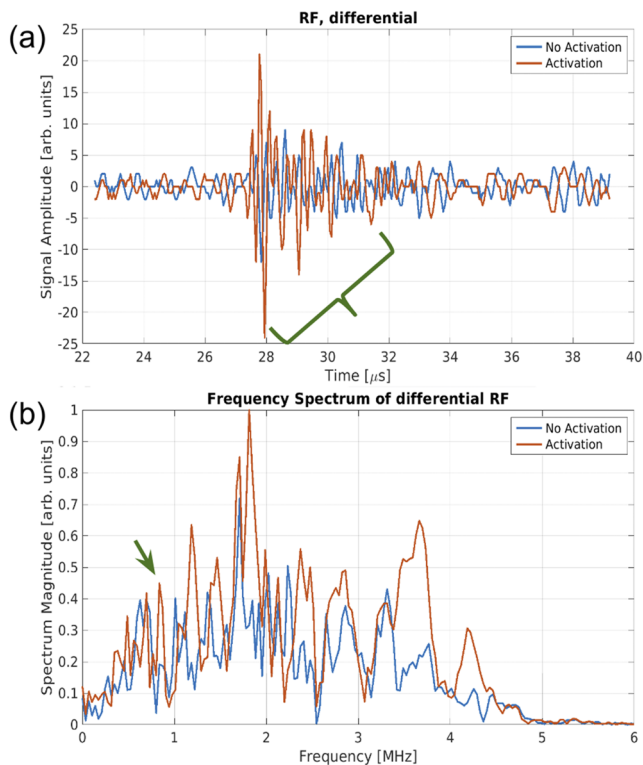 (a)
RF, differential
No Activation
Activation
Signal Amplitude [arb. units]
25
20
15
10
5
0
-5
-10
-15
-20
-25
22 24 26 28 30 32 34 36 38 40
Time [μs]
(b)
Frequency Spectrum of differential RF
No Activation
Activation
Spectrum Magnitude [arb. units]
1
0.9
0.8
0.7
0.6
0.5
0.4
0.3
0.2
0.1
0
0 1 2 3 4 5 6
Frequency [MHz]